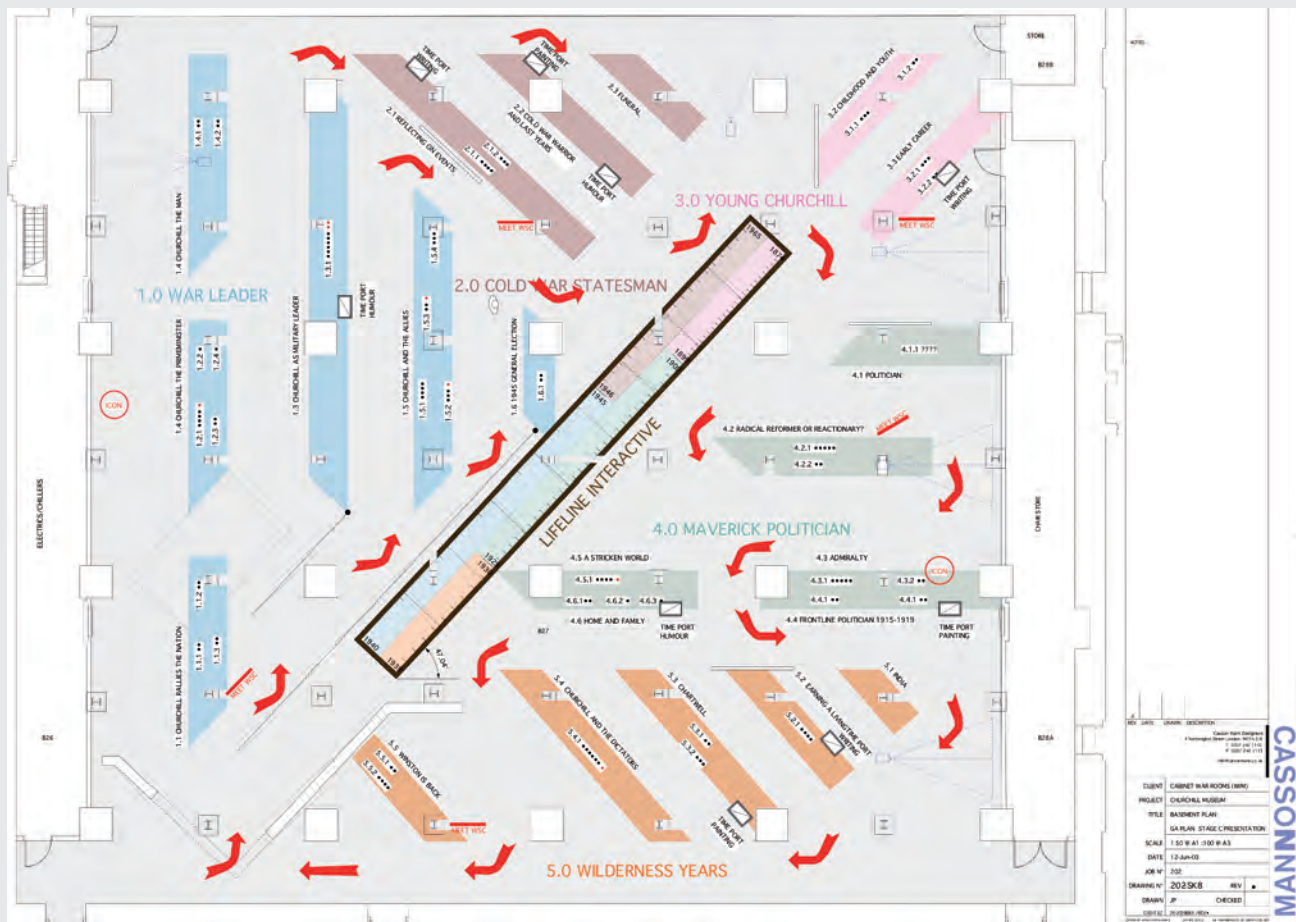 1.0 WAR LEADER
1.4 CHURCHILL THE MAN
1.4.1 ••
1.4.2 ••
1.4 CHURCHILL THE PRIMEMINISTER
1.2.2 •
1.2.4 •
1.2.1 •••• •
1.2.3 ••
1.3 CHURCHILL AS MILITARY LEADER
TIME PORT
HUMOUR
1.5 CHURCHILL AND THE ALLIES
1.5.4
1.5.3 •• •
1.5.1
1.5.2
1.6 1945 GENERAL ELECTION
1.6.1 ••
1.1 CHURCHILL RALLIES THE NATION
1.1.2 ••
1.1.1 ••
1.1.3 ••
MEET WSC
ICON
ELECTRICS/CHILLERS
B26
TIME PORT
WRITING
2.1 REFLECTING ON EVENTS
2.1.1 ••••
2.1.2 •••
MEET WSC
TIME PORT
PAINTING
2.2 COLD WAR WARRIOR
AND LAST YEARS
TIME PORT
HUMOUR
2.3 FUNERAL
2.0 COLD WAR STATESMAN
3.0 YOUNG CHURCHILL
3.2 CHILDHOOD AND YOUTH
3.1.2 ••
3.1.1 •••
3.3 EARLY CAREER
3.2.1 •••
3.2.2 ••
TIME PORT
WRITING
MEET WSC
STORE
B28B
1965
1946
1945
1940
LIFELINE INTERACTIVE
47.04°
4.1.1 ????
4.1 POLITICIAN
4.2 RADICAL REFORMER OR REACTIONARY?
MEET WSC
4.2.1 •••••
4.2.2 ••
4.0 MAVERICK POLITICIAN
4.5 A STRICKEN WORLD
4.5.1 •••• •
4.6.1 ••
4.6.2 •
4.6.3 •
4.6 HOME AND FAMILY
TIME PORT
HUMOUR
B27
4.3 ADMIRALTY
ICON
4.3.1 •••••
4.3.2 ••
4.4.1 ••
4.4.1 ••
4.4 FRONTLINE POLITICIAN 1915-1919
TIME PORT
PAINTING
CHAIR STORE
B28A
5.1 INDIA
5.2 EARNING A LIVING
5.2.1 ••••
TIME PORT
WRITING
5.3 CHARTWELL
5.3.1 ••
5.3.2 •••
TIME PORT
PAINTING
5.4 CHURCHILL AND THE DICTATORS
5.4.1
5.5 WINSTON IS BACK
5.5.1 ••
5.5.2 ••••
MEET WSC
5.0 WILDERNESS YEARS
NOTES
REV DATE DRAWN DESCRIPTION
CLIENT CABINET WAR ROOMS (IWM)
PROJECT CHURCHILL MUSEUM
TITLE BASEMENT PLAN
GA PLAN STAGE C PRESENTATION
SCALE
DATE 12-Jun-03
JOB Nº 202
DRAWING Nº 202SK8 REV
DRAWN JP CHECKED
CASSONMANN